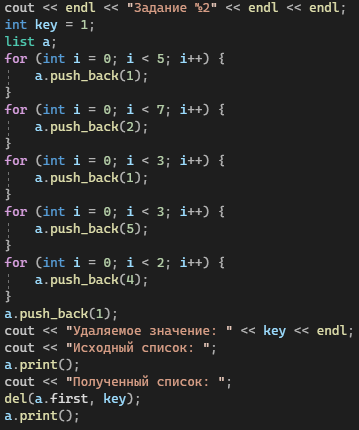 cout << endl << "Задание №2" << endl << endl;
int key = 1;
list a;
for (int i = 0; i < 5; i++) {
    a.push_back(1);
}
for (int i = 0; i < 7; i++) {
    a.push_back(2);
}
for (int i = 0; i < 3; i++) {
    a.push_back(1);
}
for (int i = 0; i < 3; i++) {
    a.push_back(5);
}
for (int i = 0; i < 2; i++) {
    a.push_back(4);
}
a.push_back(1);
cout << "Удаляемое значение: " << key << endl;
cout << "Исходный список: ";
a.print();
cout << "Полученный список: ";
del(a.first, key);
a.print();